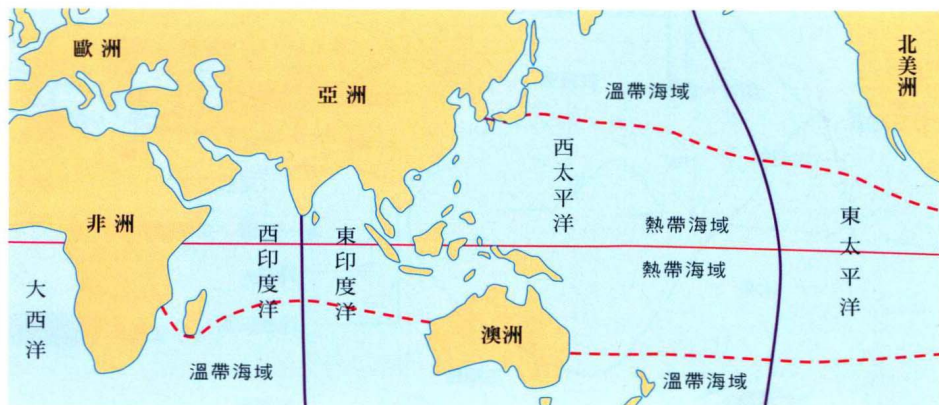 歐洲
亞洲
北美洲
溫帶海域
西太平洋
非洲
西印度洋
東印度洋
熱帶海域
東太平洋
熱帶海域
大西洋
澳洲
溫帶海域
溫帶海域